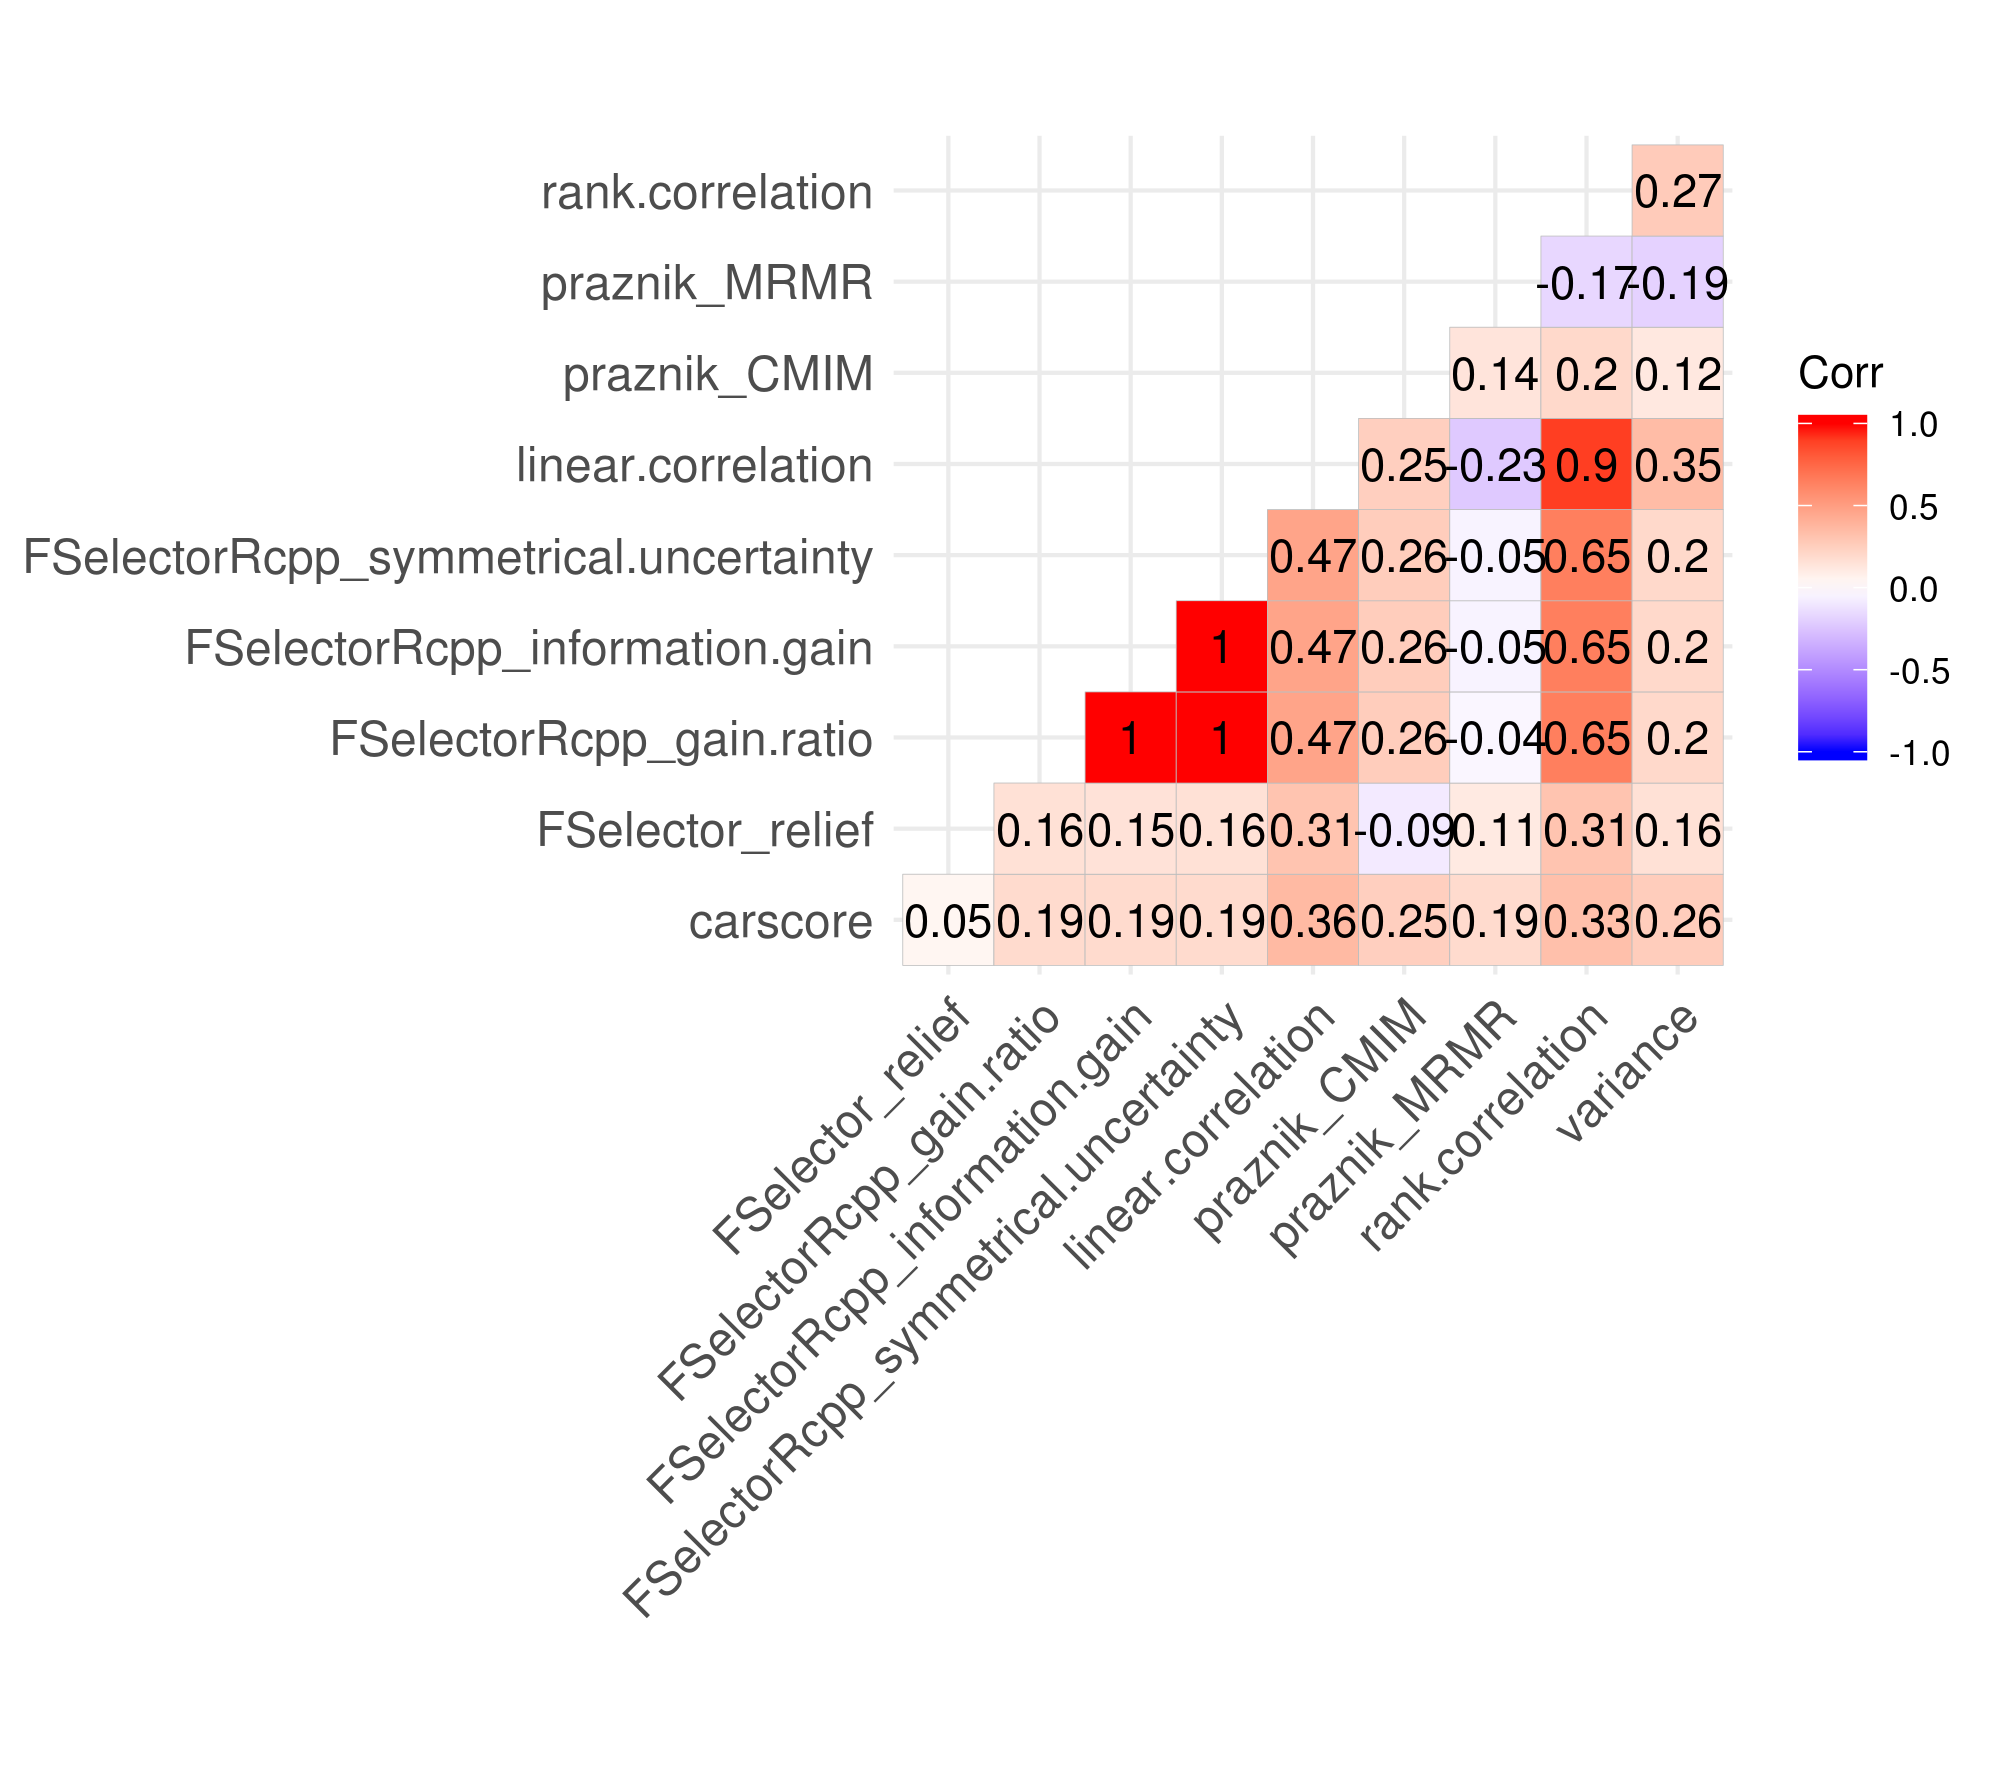 rank.correlation 0.27
praznik_MRMR -0.17 -0.19
praznik_CMIM 0.14 0.2 0.12
linear.correlation 0.25 -0.23 0.9 0.35
FSelectorRcpp_symmetrical.uncertainty 0.47 0.26 -0.05 0.65 0.2
FSelectorRcpp_information.gain 1 0.47 0.26 -0.05 0.65 0.2
FSelectorRcpp_gain.ratio 1 1 0.47 0.26 -0.04 0.65 0.2
FSelector_relief 0.16 0.15 0.16 0.31 -0.09 0.11 0.31 0.16
carscore 0.05 0.19 0.19 0.19 0.36 0.25 0.19 0.33 0.26
FSelector_relief
FSelectorRcpp_gain.ratio
FSelectorRcpp_information.gain
FSelectorRcpp_symmetrical.uncertainty
linear.correlation
praznik_CMIM
praznik_MRMR
rank.correlation
variance
Corr
1.0
0.5
0.0
-0.5
-1.0